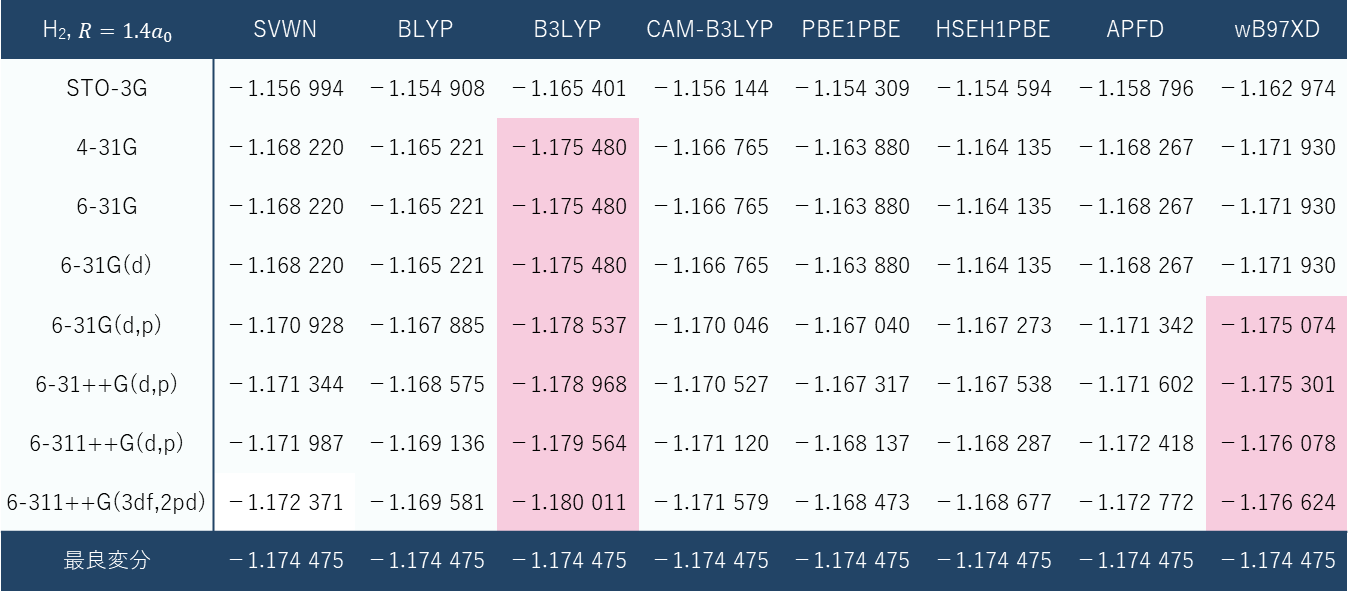 H₂, R = 1.4a₀ SVWN BLYP B3LYP CAM-B3LYP PBE1PBE HSEH1PBE APFD wB97XD
STO-3G −1.156 994 −1.154 908 −1.165 401 −1.156 144 −1.154 309 −1.154 594 −1.158 796 −1.162 974
4-31G −1.168 220 −1.165 221 −1.175 480 −1.166 765 −1.163 880 −1.164 135 −1.168 267 −1.171 930
6-31G −1.168 220 −1.165 221 −1.175 480 −1.166 765 −1.163 880 −1.164 135 −1.168 267 −1.171 930
6-31G(d) −1.168 220 −1.165 221 −1.175 480 −1.166 765 −1.163 880 −1.164 135 −1.168 267 −1.171 930
6-31G(d,p) −1.170 928 −1.167 885 −1.178 537 −1.170 046 −1.167 040 −1.167 273 −1.171 342 −1.175 074
6-31++G(d,p) −1.171 344 −1.168 575 −1.178 968 −1.170 527 −1.167 317 −1.167 538 −1.171 602 −1.175 301
6-311++G(d,p) −1.171 987 −1.169 136 −1.179 564 −1.171 120 −1.168 137 −1.168 287 −1.172 418 −1.176 078
6-311++G(3df,2pd) −1.172 371 −1.169 581 −1.180 011 −1.171 579 −1.168 473 −1.168 677 −1.172 772 −1.176 624
最良変分 −1.174 475 −1.174 475 −1.174 475 −1.174 475 −1.174 475 −1.174 475 −1.174 475 −1.174 475